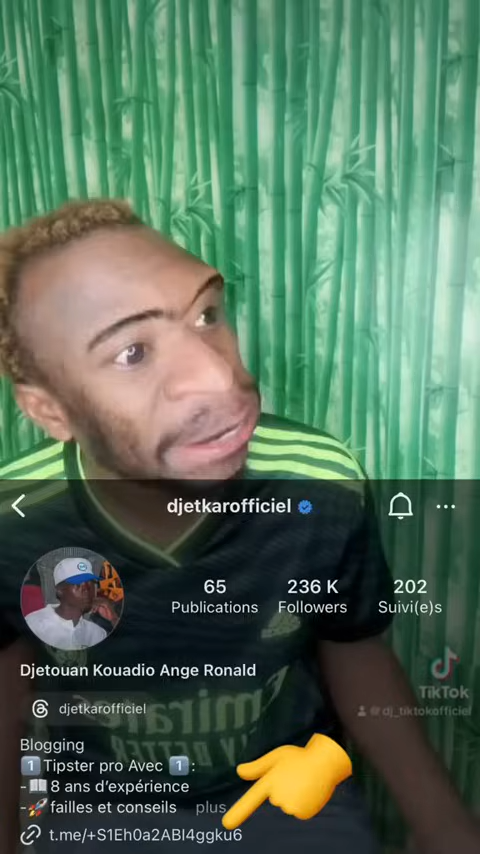 djetkarofficiel
65 236 K 202
Publications Followers Suivi(e)s
Djetouan Kouadio Ange Ronald
djetkarofficiel
TikTok
@dj_tiktokofficiel
Blogging
1 Tipster pro Avec 1 :
-📖8 ans d’expérience
-🚀failles et conseils plus
t.me/+S1Eh0a2ABI4ggku6